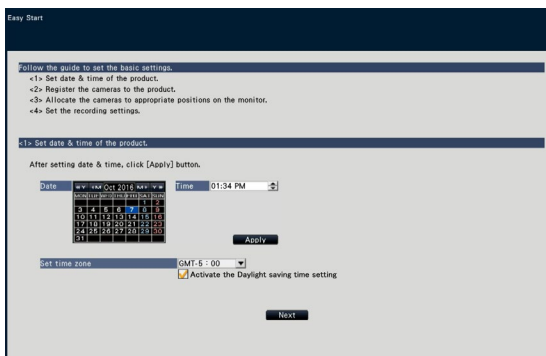 Easy Start
Follow the guide to set the basic settings.
<1> Set date & time of the product.
<2> Register the cameras to the product.
<3> Allocate the cameras to appropriate positions on the monitor.
<4> Set the recording settings.
<1> Set date & time of the product.
After setting date & time, click [Apply] button.
Date
Oct 2016
Time 01:34 PM
MON TUE WED THU FRI SAT SUN
1 2
3 4 5 6 7 8 9
10 11 12 13 14 15 16
17 18 19 20 21 22 23
24 25 26 27 28 29 30
31
Apply
Set time zone GMT-5 : 00
Activate the Daylight saving time setting
Next